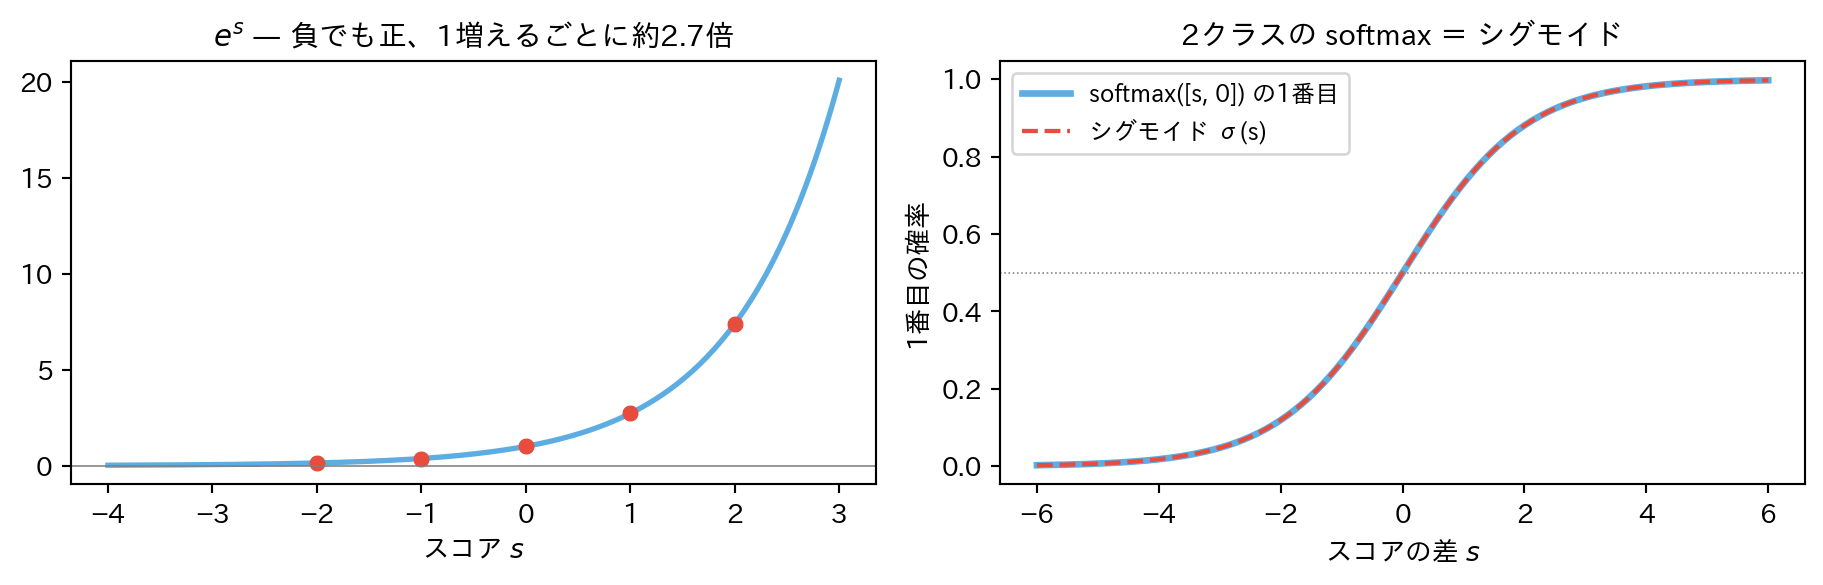 e^s — 負でも正、1増えるごとに約2.7倍
20
15
10
5
0
−4 −3 −2 −1 0 1 2 3
スコア s
2クラスの softmax ＝ シグモイド
softmax([s, 0]) の1番目
シグモイド σ(s)
1番目の確率
1.0
0.8
0.6
0.4
0.2
0.0
−6 −4 −2 0 2 4 6
スコアの差 s